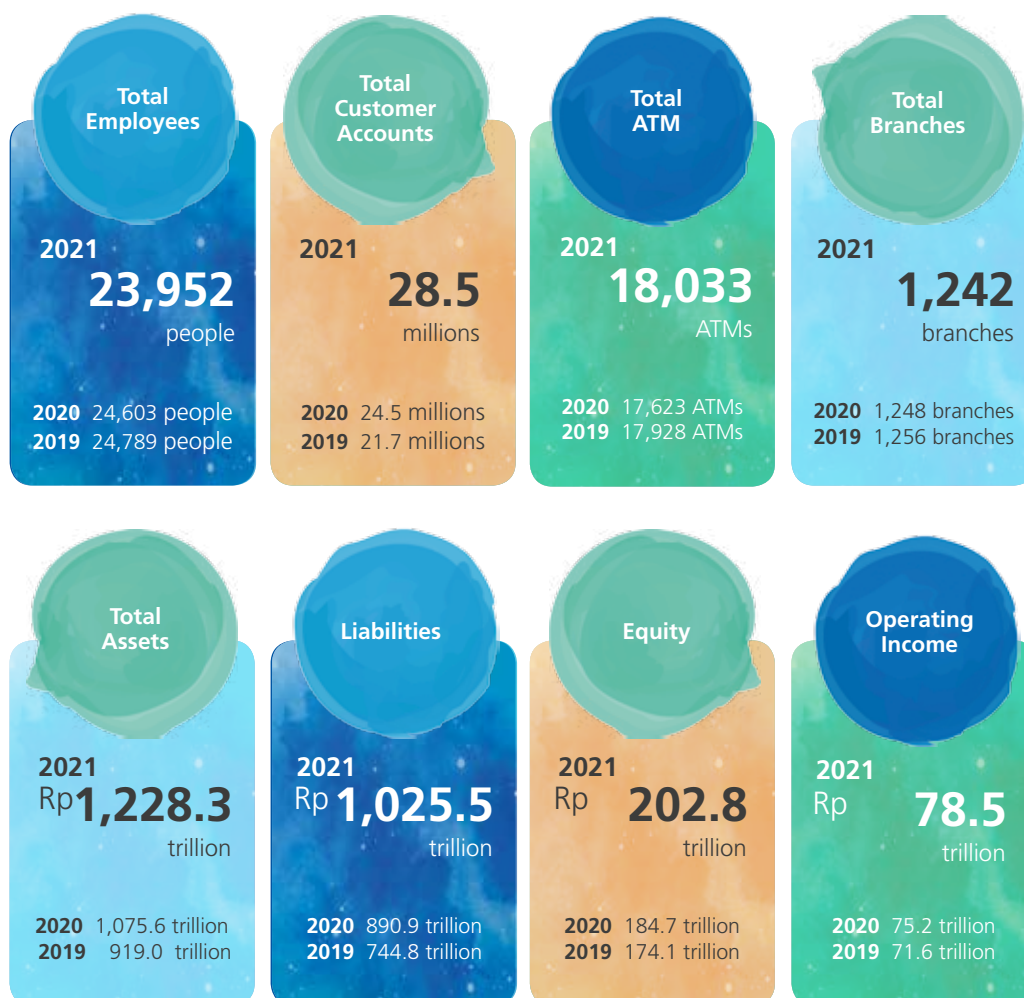 Total
Employees
2021
23,952
people
2020 24,603 people
2019 24,789 people
Total
Customer
Accounts
2021
28.5
millions
2020 24.5 millions
2019 21.7 millions
Total
ATM
2021
18,033
ATMs
2020 17,623 ATMs
2019 17,928 ATMs
Total
Branches
2021
1,242
branches
2020 1,248 branches
2019 1,256 branches
Total
Assets
2021
Rp1,228.3
trillion
2020 1,075.6 trillion
2019 919.0 trillion
Liabilities
2021
Rp 1,025.5
trillion
2020 890.9 trillion
2019 744.8 trillion
Equity
2021
Rp 202.8
trillion
2020 184.7 trillion
2019 174.1 trillion
Operating
Income
2021
Rp 78.5
trillion
2020 75.2 trillion
2019 71.6 trillion